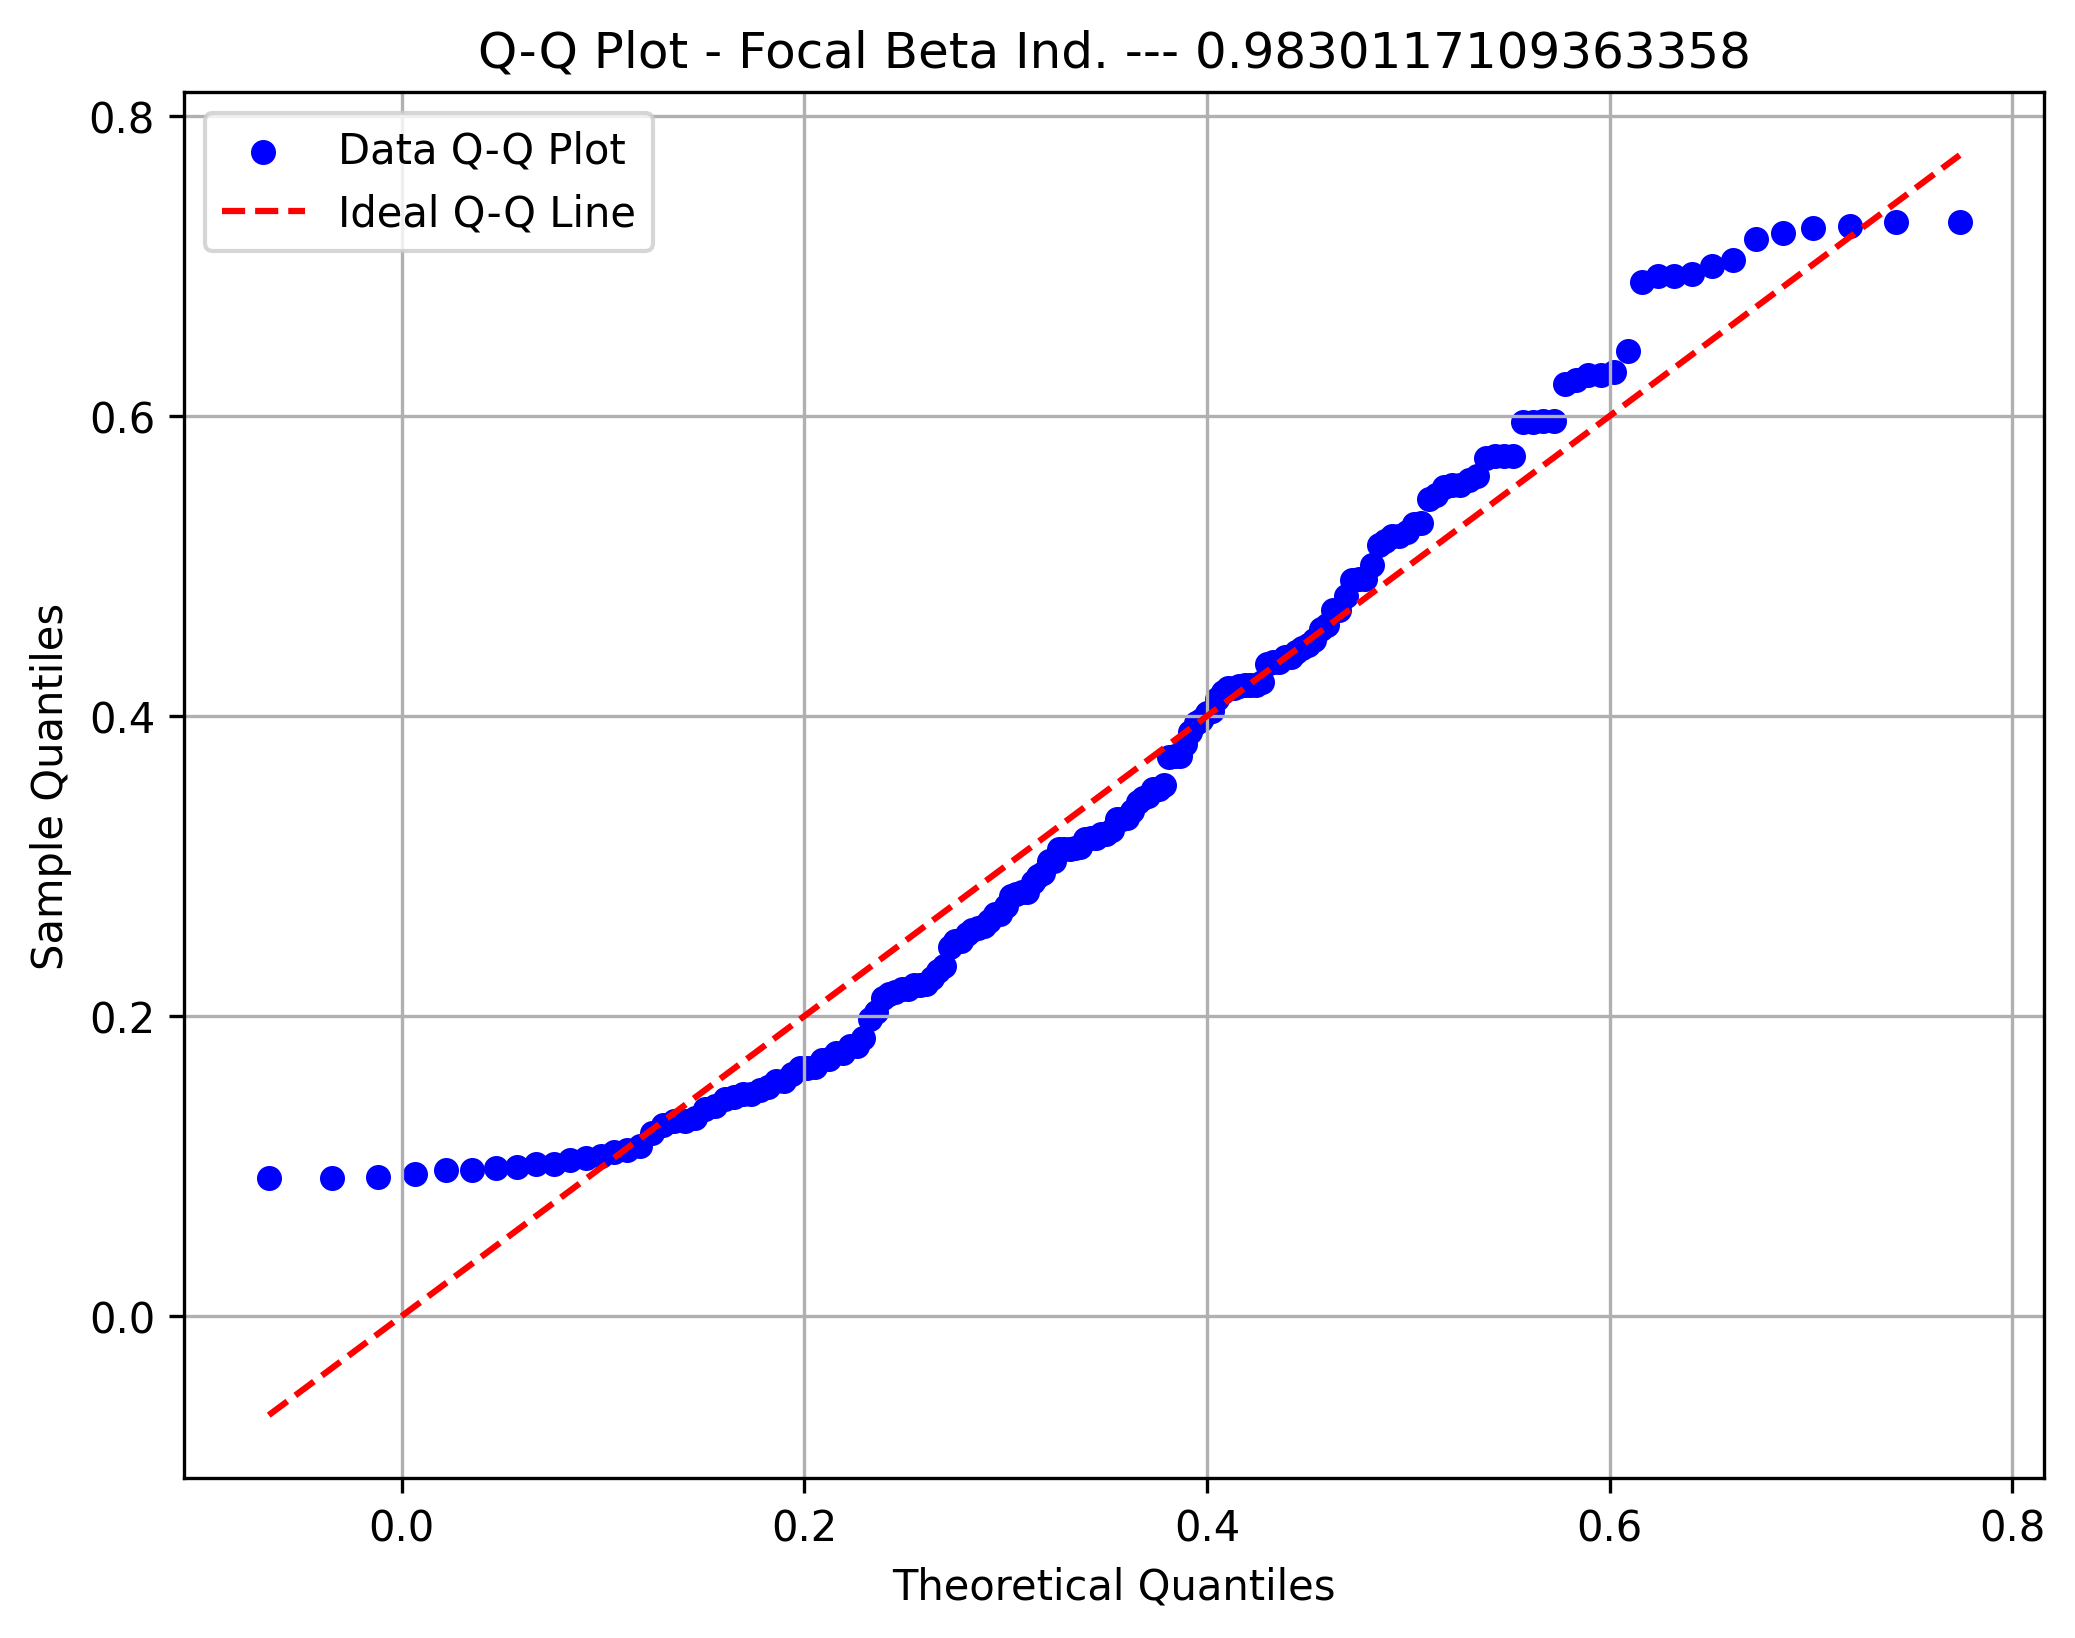 Q-Q Plot - Focal Beta Ind. --- 0.9830117109363358
Data Q-Q Plot
Ideal Q-Q Line
0.8
0.6
0.4
0.2
0.0
Sample Quantiles
0.0 0.2 0.4 0.6 0.8
Theoretical Quantiles